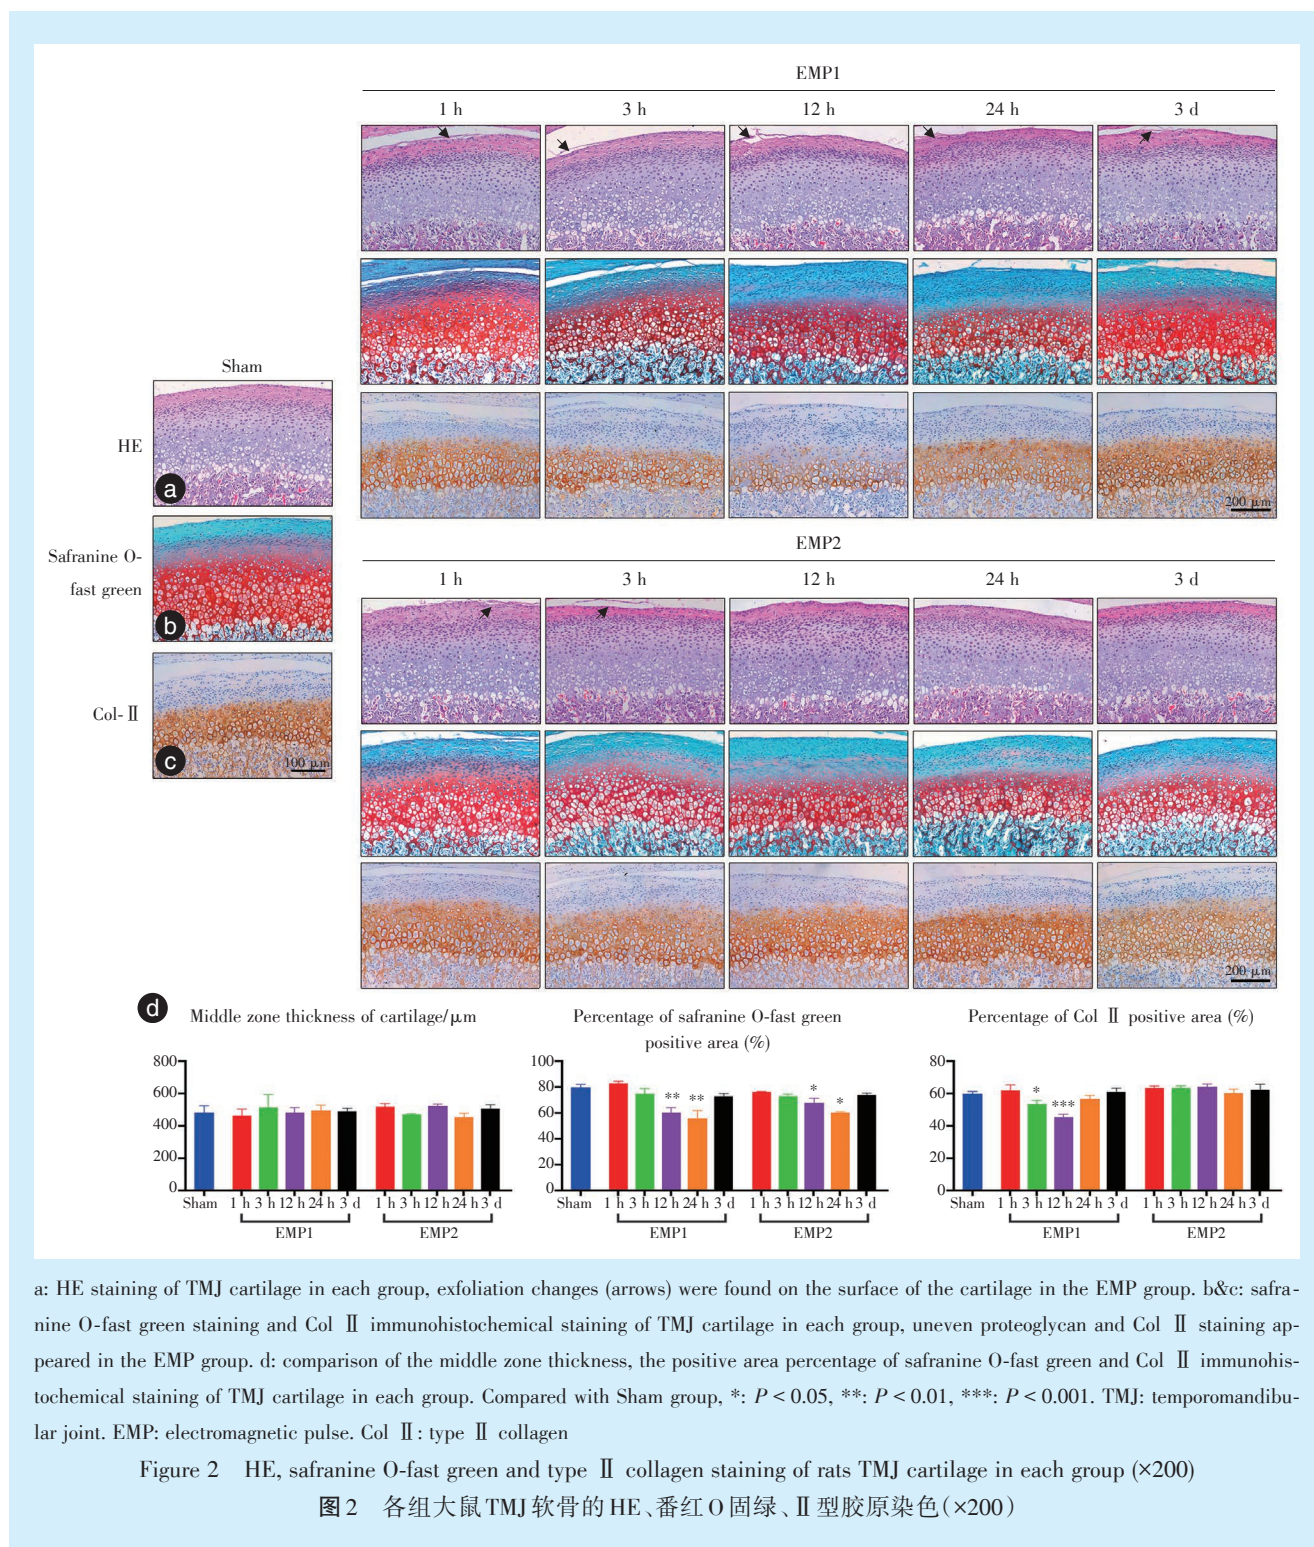 EMP1
1 h 3 h 12 h 24 h 3 d
Sham
HE
a
Safranine O-
fast green
b
Col-Ⅱ
c
100 μm
200 μm
EMP2
1 h 3 h 12 h 24 h 3 d
200 μm
d
Middle zone thickness of cartilage/μm
800
600
400
200
0
Sham 1 h 3 h 12 h 24 h 3 d 1 h 3 h 12 h 24 h 3 d
EMP1 EMP2
Percentage of safranine O-fast green
positive area (%)
100
80
60
40
20
0
** ** * *
Sham 1 h 3 h 12 h 24 h 3 d 1 h 3 h 12 h 24 h 3 d
EMP1 EMP2
Percentage of Col Ⅱ positive area (%)
80
60
40
20
0
* ***
Sham 1 h 3 h 12 h 24 h 3 d 1 h 3 h 12 h 24 h 3 d
EMP1 EMP2
a: HE staining of TMJ cartilage in each group, exfoliation changes (arrows) were found on the surface of the cartilage in the EMP group. b&c: safra-
nine O-fast green staining and Col Ⅱ immunohistochemical staining of TMJ cartilage in each group, uneven proteoglycan and Col Ⅱ staining ap-
peared in the EMP group. d: comparison of the middle zone thickness, the positive area percentage of safranine O-fast green and Col Ⅱ immunohis-
tochemical staining of TMJ cartilage in each group. Compared with Sham group, *: P < 0.05, **: P < 0.01, ***: P < 0.001. TMJ: temporomandibu-
lar joint. EMP: electromagnetic pulse. Col Ⅱ: type Ⅱ collagen
Figure 2 HE, safranine O-fast green and type Ⅱ collagen staining of rats TMJ cartilage in each group (×200)
图2 各组大鼠TMJ软骨的HE、番红O固绿、Ⅱ型胶原染色(×200)